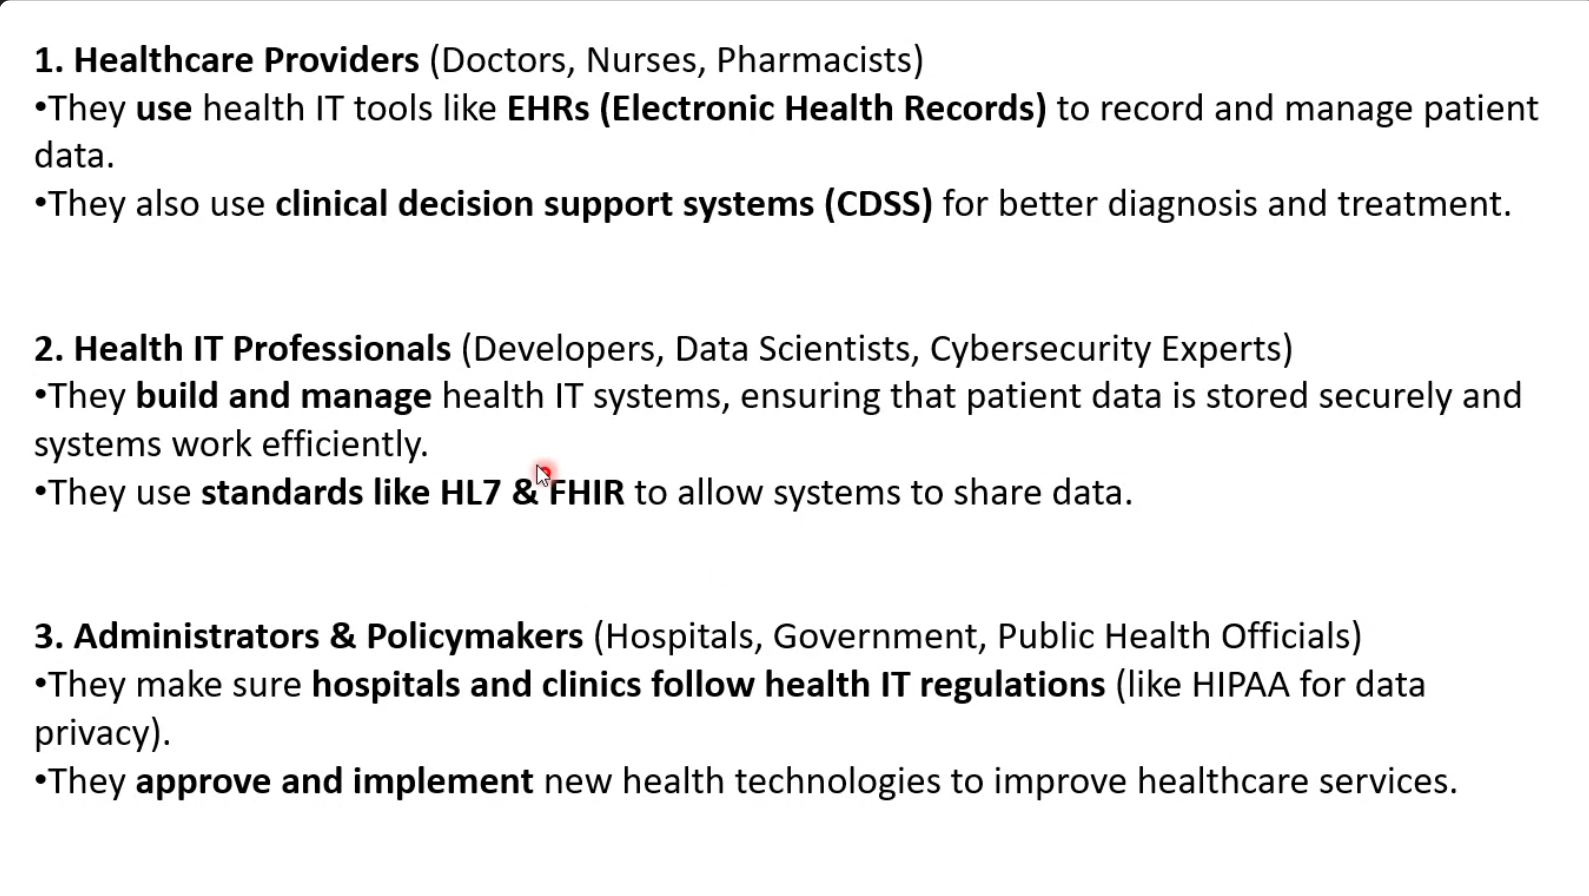 1. Healthcare Providers (Doctors, Nurses, Pharmacists)
•They use health IT tools like EHRs (Electronic Health Records) to record and manage patient
data.
•They also use clinical decision support systems (CDSS) for better diagnosis and treatment.
2. Health IT Professionals (Developers, Data Scientists, Cybersecurity Experts)
•They build and manage health IT systems, ensuring that patient data is stored securely and
systems work efficiently.
•They use standards like HL7 & FHIR to allow systems to share data.
3. Administrators & Policymakers (Hospitals, Government, Public Health Officials)
•They make sure hospitals and clinics follow health IT regulations (like HIPAA for data
privacy).
•They approve and implement new health technologies to improve healthcare services.